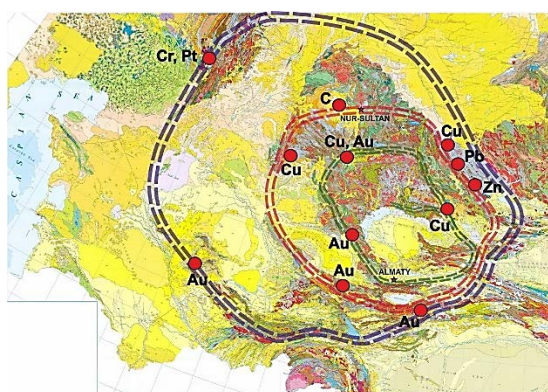 Cr, Pt
C
NUR-SULTAN
Cu, Au
Cu
Cu
Pb
Zn
Cu
Au
ALMATY
Au
Au
Au
CASPIAN SEA